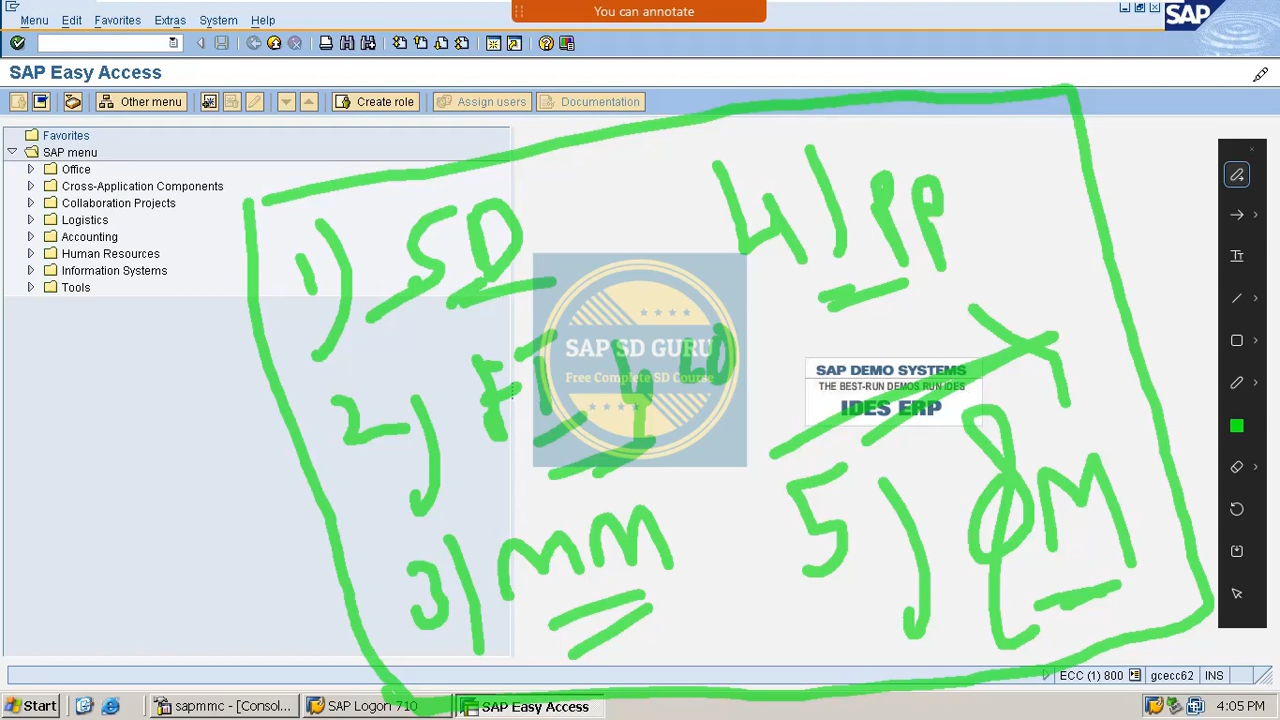 You can annotate
Menu Edit Favorites Extras System Help
SAP
SAP Easy Access
Other menu Create role Assign users Documentation
Favorites
SAP menu
Office
Cross-Application Components
Collaboration Projects
Logistics
Accounting
Human Resources
Information Systems
Tools
1) SD
2)
3) MM
4) PP
5) QM
SAP SD GURU
Free Complete SD Course
SAP DEMO SYSTEMS
THE BEST-RUN DEMOS RUN IDES
IDES ERP
Tt
ECC (1) 800 gcecc62 INS
Start sapmmc - [Consol... SAP Logon 710 SAP Easy Access 4:05 PM